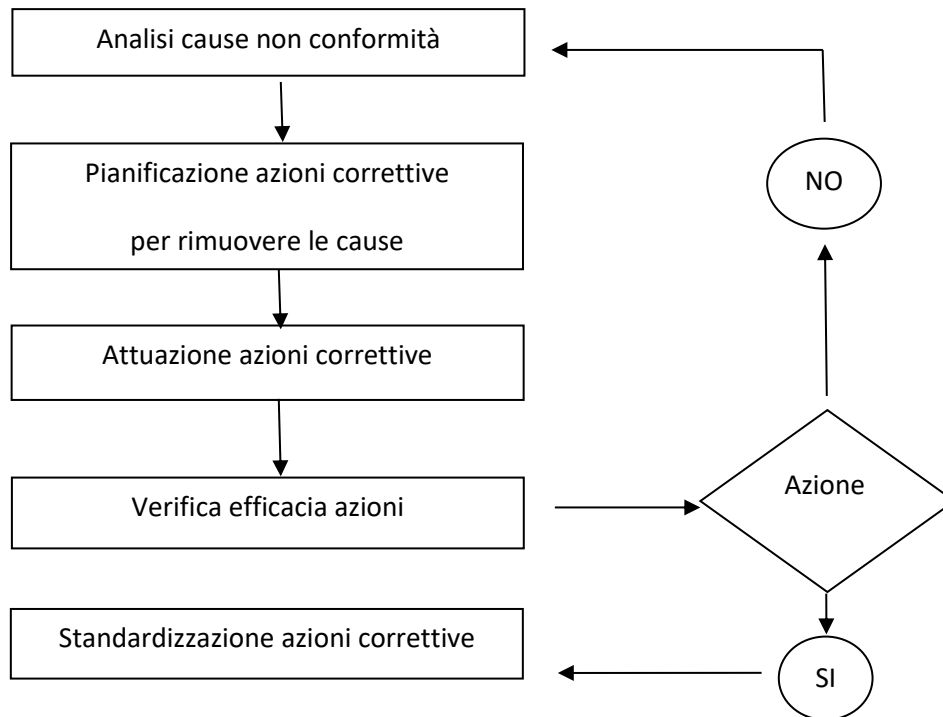 Analisi cause non conformità
Pianificazione azioni correttive
per rimuovere le cause
NO
Attuazione azioni correttive
Verifica efficacia azioni
Azione
Standardizzazione azioni correttive
SI